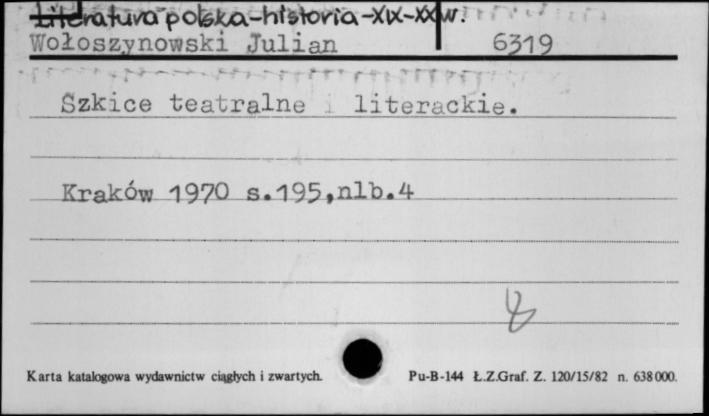 Literatura polska-historia-XIX-XX w.
Wołoszynowski Julian 6319
Szkice teatralne i literackie.
Kraków 1970 s.195,nlb.4
Karta katalogowa wydawnictw ciągłych i zwartych. Pu-B-144 Ł.Z.Graf. Z. 120/15/82 n. 638000.